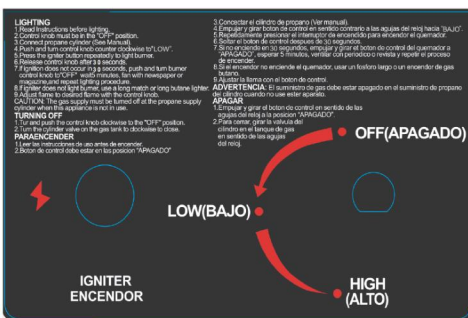 LIGHTING
1.Read Instructions before lighting.
2.Control knob must be in the "OFF" position.
3.Connect propane cylinder (See Manual)
4.Push and turn control knob counter clockwise to"LOW".
5.Press the igniter button repeatedly to light burner.
6.Release control knob after 3 seconds.
7.If ignition does not occur in 3 seconds, push and turn burner
control knob to"OFF" wait5 minutes, fan with newspaper or
magazine,and repeat lighting procedure.
8.If igniter does not light burner, use a long match or long butane lighter.
9.Adjust flame to desired flame with the control knob.
CAUTION: The gas supply must be turned off at the propane supply
cylinder when this appliance is not in use.
TURNING OFF
1.Tur and push the control knob clockwise to the "OFF" position.
2.Turn the cylinder valve on the gas tank to clockwise to close.
PARAENCENDER
1.Leer las instrucciones de uso antes de encender.
2.Boton de control debe estar en las posicion "APAGADO"
3.Concectar el cilindro de propano (Ver manual).
4.Empujar y girar boton de control en sentido contrario a las agujas del reloj hacia "BAJO".
5.Repetidamente presionar el interruptor de encendido para encender el quemador.
6.Soltar el boton de control despues de 30 segundos.
7.Si no enciende en 30 segundos, empujar y girar el boton de control del quemador a
"APAGADO", esperar 5 minutos, ventilar con periodico o revista y repetir el proceso
de encender.
8.Si el encendor no enciende el quemador, usar un fosforo largo o un encendor de gas
butano.
9.Ajustar la llama con el boton de control.
ADVERTENCIA: El suministro de gas debe estar apagado en el suministro de propano
del cilindro cuando no use ester aparato.
APAGAR
1.Empujar y girar el boton de control en sentido de las
agujas del reloj a la posicion "APAGADO".
2.Para cerrar, girar la valvula del
cilindro en el tanque de gas
en sentido de las agujas
del reloj.
OFF(APAGADO)
LOW(BAJO)
HIGH
(ALTO)
IGNITER
ENCENDOR